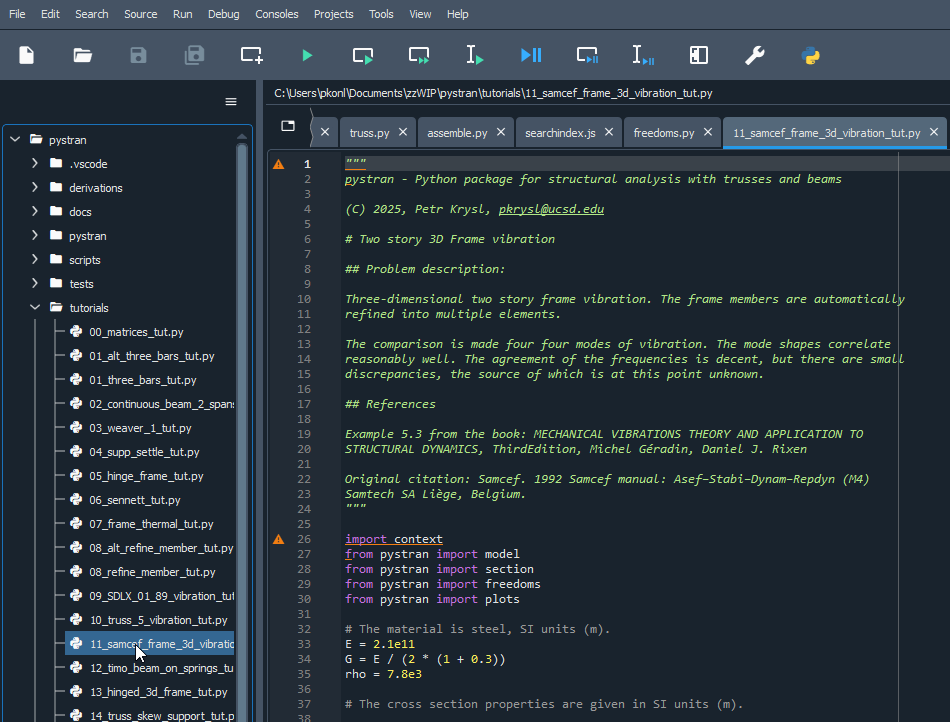 File Edit Search Source Run Debug Consoles Projects Tools View Help
C:\Users\pkonl\Documents\zzWIP\pystran\tutorials\11_samcef_frame_3d_vibration_tut.py
truss.py assemble.py searchindex.js freedoms.py 11_samcef_frame_3d_vibration_tut.py
pystran
.vscode
derivations
docs
pystran
scripts
tests
tutorials
00_matrices_tut.py
01_alt_three_bars_tut.py
01_three_bars_tut.py
02_continuous_beam_2_spans
03_weaver_1_tut.py
04_supp_settle_tut.py
05_hinge_frame_tut.py
06_sennett_tut.py
07_frame_thermal_tut.py
08_alt_refine_member_tut.py
08_refine_member_tut.py
09_SDLX_01_89_vibration_tut
10_truss_5_vibration_tut.py
11_samcef_frame_3d_vibratio
12_timo_beam_on_springs_tu
13_hinged_3d_frame_tut.py
14_truss_skew_support_tut.p
1 """
2 pystran - Python package for structural analysis with trusses and beams
3
4 (C) 2025, Petr Krysl, pkrysl@ucsd.edu
5
6 # Two story 3D Frame vibration
7
8 ## Problem description:
9
10 Three-dimensional two story frame vibration. The frame members are automatically
11 refined into multiple elements.
12
13 The comparison is made four four modes of vibration. The mode shapes correlate
14 reasonably well. The agreement of the frequencies is decent, but there are small
15 discrepancies, the source of which is at this point unknown.
16
17 ## References
18
19 Example 5.3 from the book: MECHANICAL VIBRATIONS THEORY AND APPLICATION TO
20 STRUCTURAL DYNAMICS, ThirdEdition, Michel Géradin, Daniel J. Rixen
21
22 Original citation: Samcef. 1992 Samcef manual: Asef–Stabi–Dynam–Repdyn (M4)
23 Samtech SA Liège, Belgium.
24 """
25
26 import context
27 from pystran import model
28 from pystran import section
29 from pystran import freedoms
30 from pystran import plots
31
32 # The material is steel, SI units (m).
33 E = 2.1e11
34 G = E / (2 * (1 + 0.3))
35 rho = 7.8e3
36
37 # The cross section properties are given in SI units (m).
38